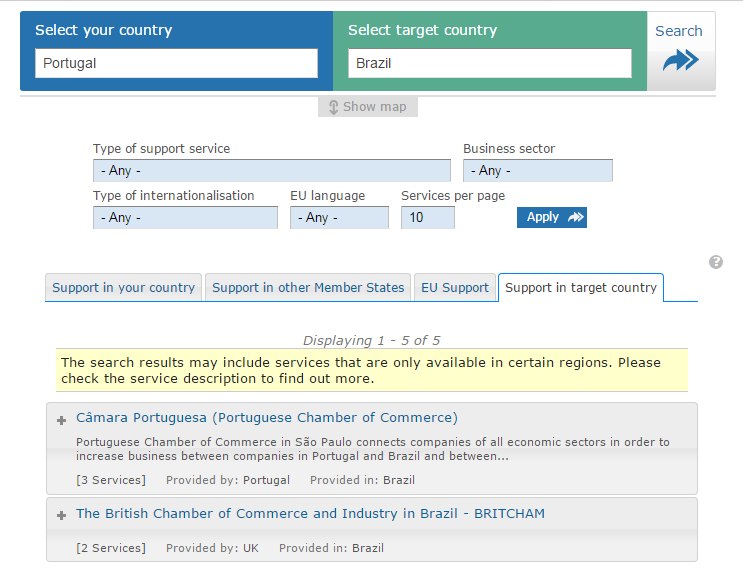 Select your country
Select target country
Search
Portugal
Brazil
Show map
Type of support service
Business sector
- Any -
- Any -
Type of internationalisation
EU language
Services per page
- Any -
- Any -
10
Apply
?
Support in your country
Support in other Member States
EU Support
Support in target country
Displaying 1 - 5 of 5
The search results may include services that are only available in certain regions. Please
check the service description to find out more.
Câmara Portuguesa (Portuguese Chamber of Commerce)
Portuguese Chamber of Commerce in São Paulo connects companies of all economic sectors in order to
increase business between companies in Portugal and Brazil and between...
[3 Services] Provided by: Portugal Provided in: Brazil
The British Chamber of Commerce and Industry in Brazil - BRITCHAM
[2 Services] Provided by: UK Provided in: Brazil